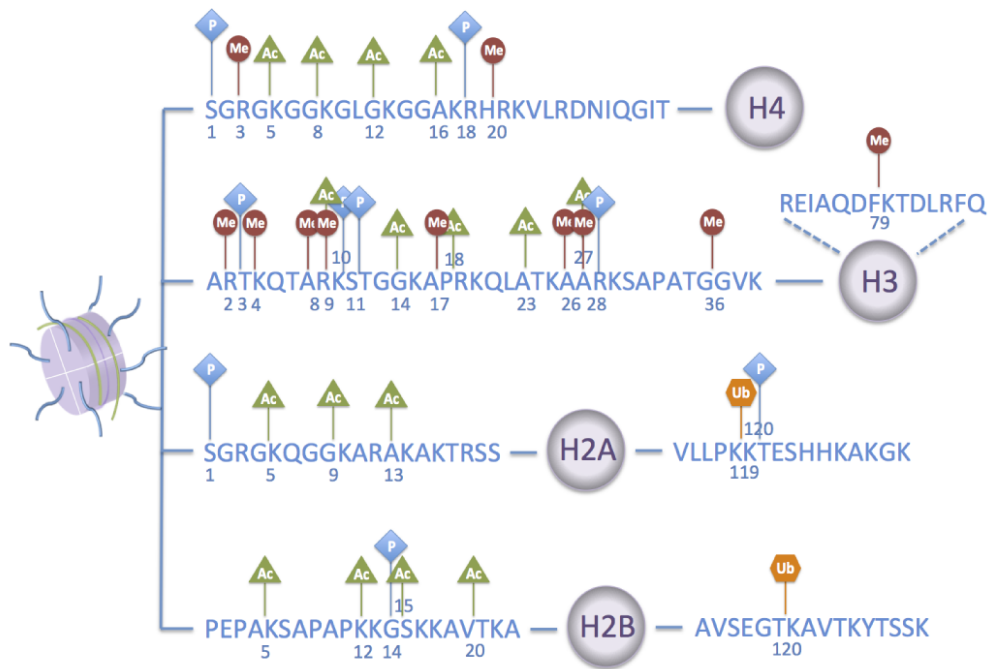 P Me Ac Ac Ac Ac P Me
SGRGKGGKGLGKGGAKRHRKVLRDNIQGIT H4
1 3 5 8 12 16 18 20
Me
REIAQDFKTDLRFQ
79
P Ac P Ac
Me Me Me Me Ac Me Ac Ac Me Me Me
10 18 27
ARTKQTARKSTGGKAPRKQLATKAARKSAPATGGVK H3
2 3 4 8 9 11 14 17 23 26 28 36
P Ac Ac Ac Ub P
120
SGRGKQGGKARAKAKTRSS H2A VLLPKKTESHHKAKGK
1 5 9 13 119
P
Ac Ac Ac Ac Ub
15
PEPAKSAPAPKKGSKKAVTKA H2B AVSEGTKAVTKYTSSK
5 12 14 20 120